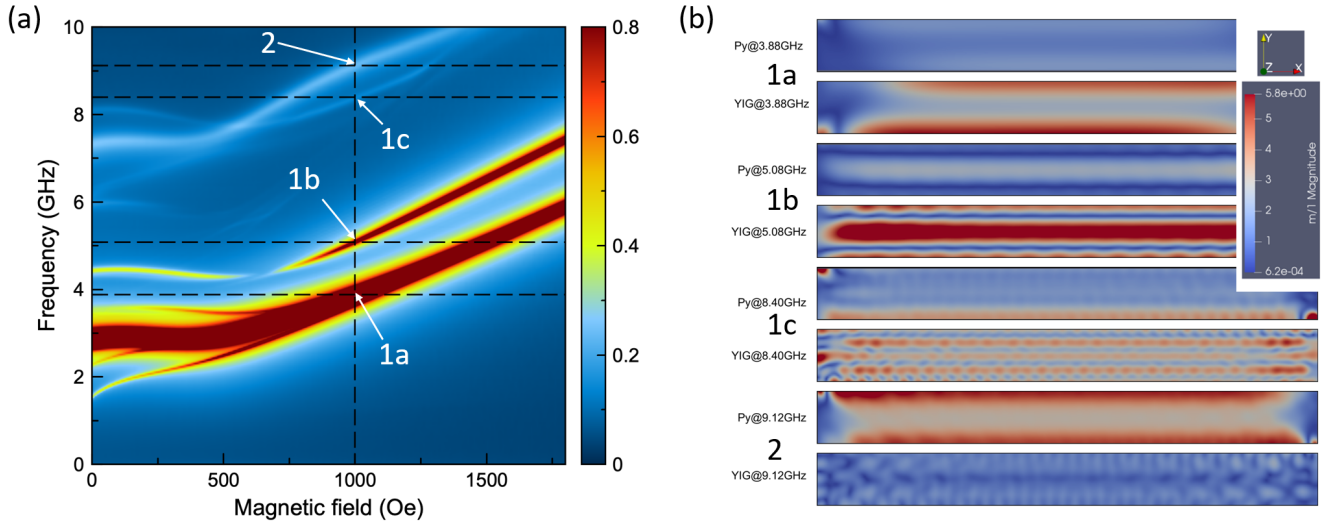 (a)
10
8
6
4
2
0
Frequency (GHz)
0
500
1000
1500
Magnetic field (Oe)
2
1c
1b
1a
0.8
0.6
0.4
0.2
0
(b)
Py@3.88GHz
1a
YIG@3.88GHz
Py@5.08GHz
1b
YIG@5.08GHz
Py@8.40GHz
1c
YIG@8.40GHz
Py@9.12GHz
2
YIG@9.12GHz
Y
Z
X
5.8e+00
5
4
3
2
1
6.2e-04
m/1 Magnitude